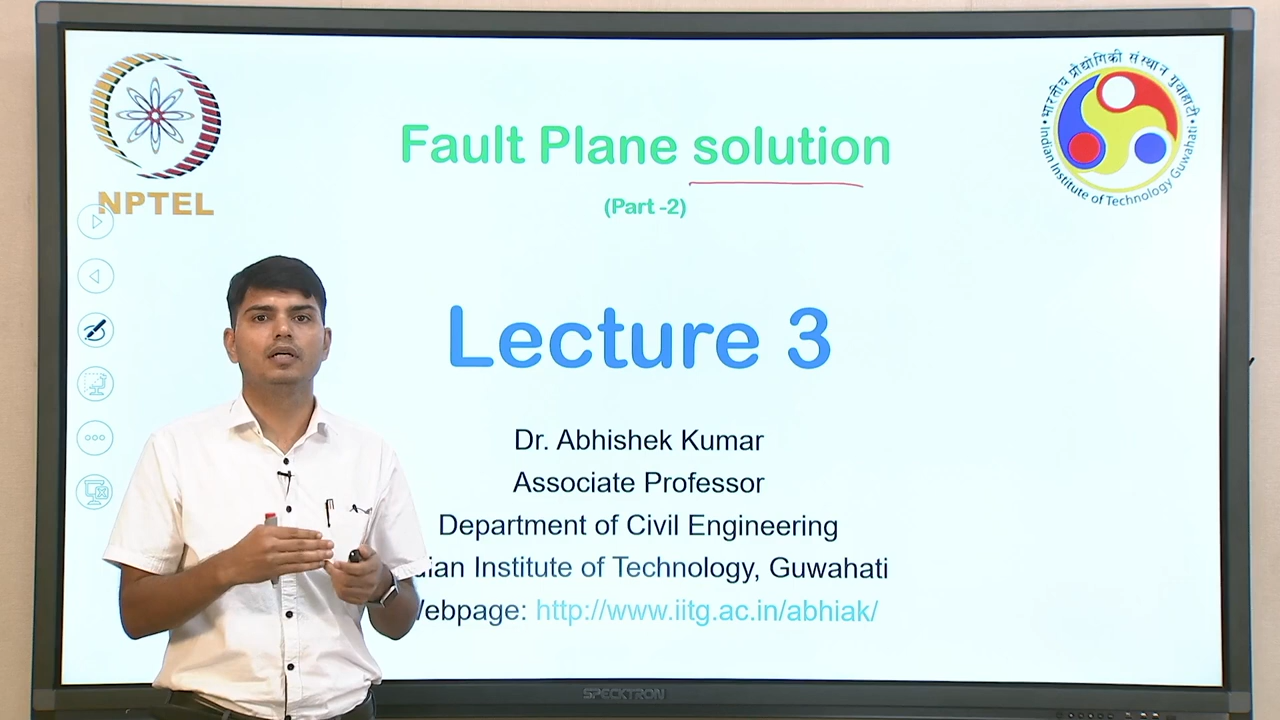 NPTEL
Fault Plane solution
(Part -2)
भारतीय प्रौद्योगिकी संस्थान गुवाहाटी
Indian Institute of Technology Guwahati
Lecture 3
Dr. Abhishek Kumar
Associate Professor
Department of Civil Engineering
dian Institute of Technology, Guwahati
ebpage: http://www.iitg.ac.in/abhiak/
SPECKTRON